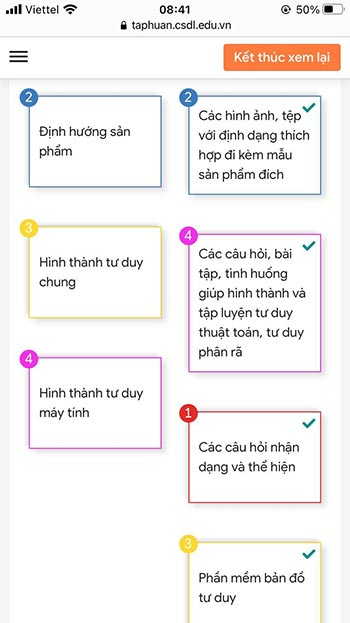 Viettel 08:41 50%
taphuan.csdl.edu.vn
Kết thúc xem lại
2
Định hướng sản
phẩm
3
Hình thành tư duy
chung
4
Hình thành tư duy
máy tính
2
Các hình ảnh, tệp
với định dạng thích
hợp đi kèm mẫu
sản phẩm đích
4
Các câu hỏi, bài
tập, tình huống
giúp hình thành và
tập luyện tư duy
thuật toán, tư duy
phân rã
1
Các câu hỏi nhận
dạng và thể hiện
3
Phần mềm bản đồ
tư duy